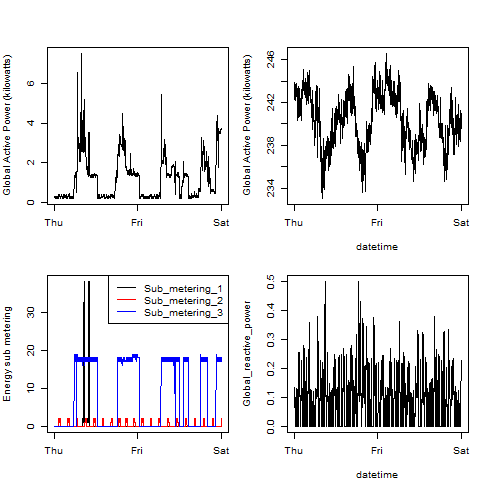 Global Active Power (kilowatts)
0 2 4 6
Thu Fri Sat
Global Active Power (kilowatts)
234 238 242 246
Thu Fri Sat
datetime
Energy sub metering
0 10 20 30
Sub_metering_1
Sub_metering_2
Sub_metering_3
Thu Fri Sat
Global_reactive_power
0.0 0.1 0.2 0.3 0.4 0.5
Thu Fri Sat
datetime